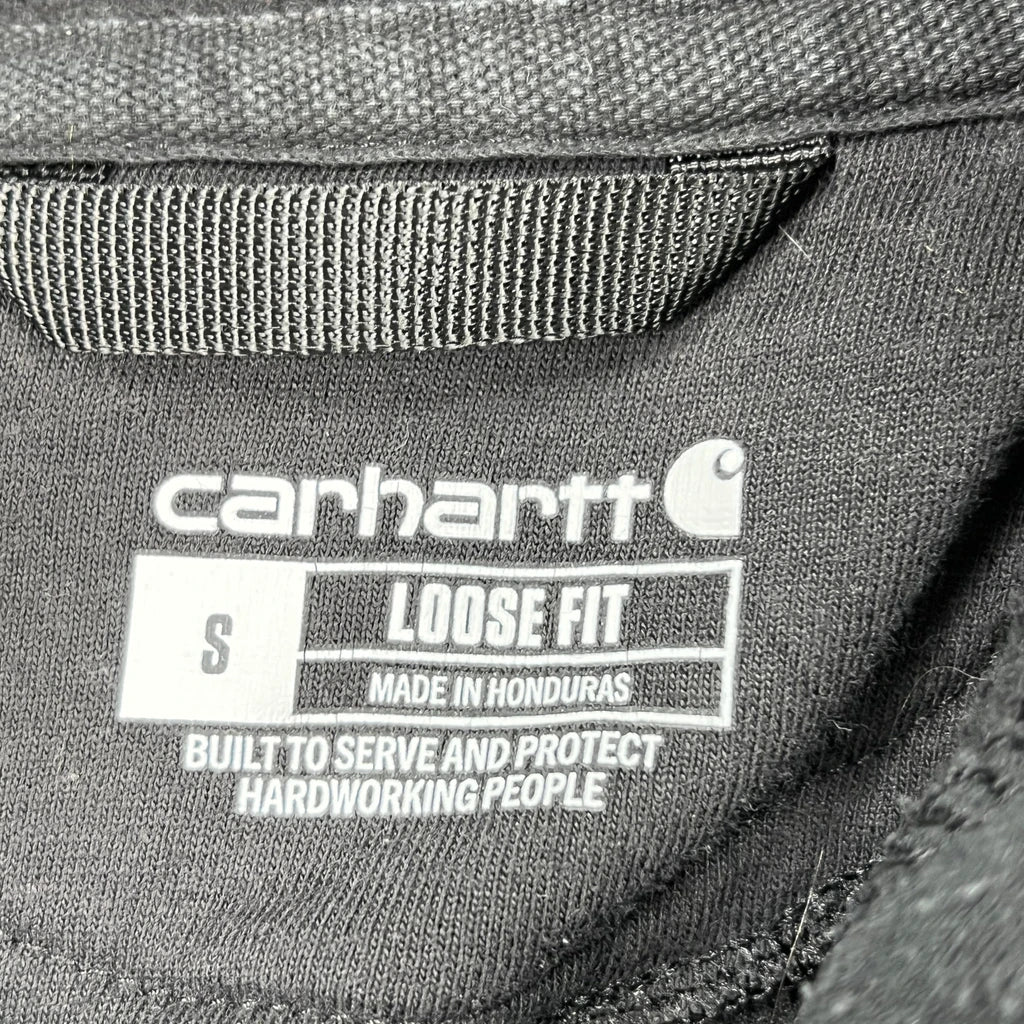 carhartt
S
LOOSE FIT
MADE IN HONDURAS
BUILT TO SERVE AND PROTECT
HARDWORKING PEOPLE